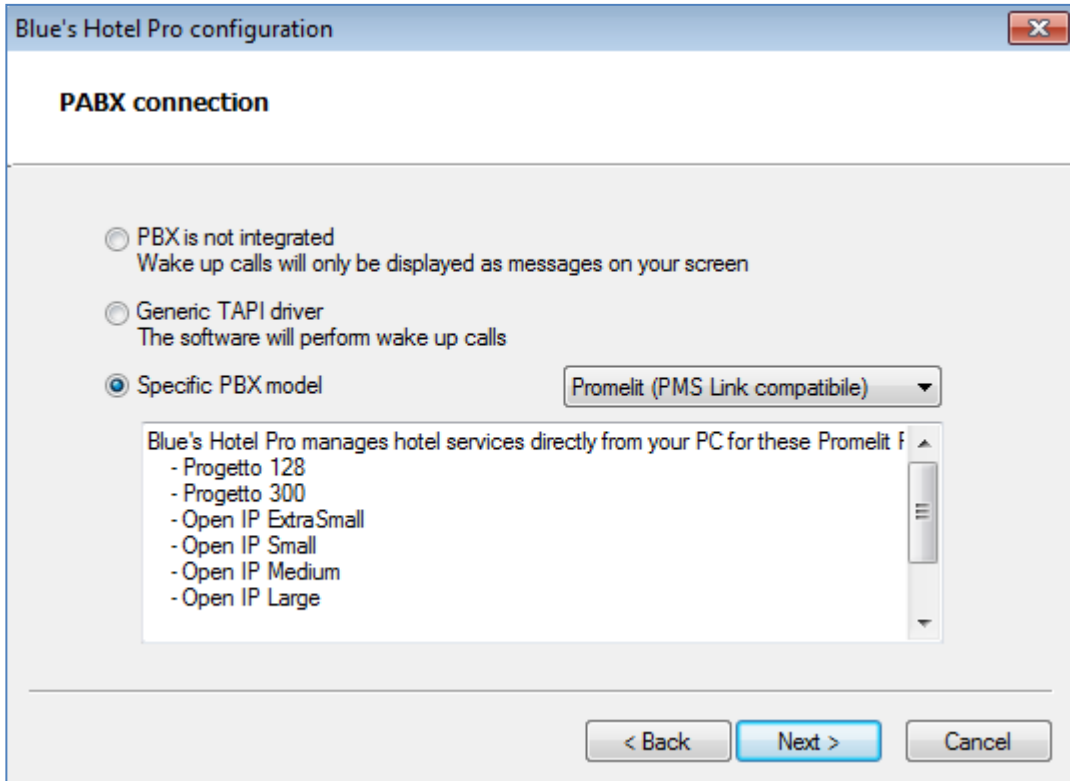 Blue's Hotel Pro configuration
PABX connection
PBX is not integrated
Wake up calls will only be displayed as messages on your screen
Generic TAPI driver
The software will perform wake up calls
Specific PBX model
Promelit (PMS Link compatibile)
Blue's Hotel Pro manages hotel services directly from your PC for these Promelit
- Progetto 128
- Progetto 300
- Open IP ExtraSmall
- Open IP Small
- Open IP Medium
- Open IP Large
< Back
Next >
Cancel